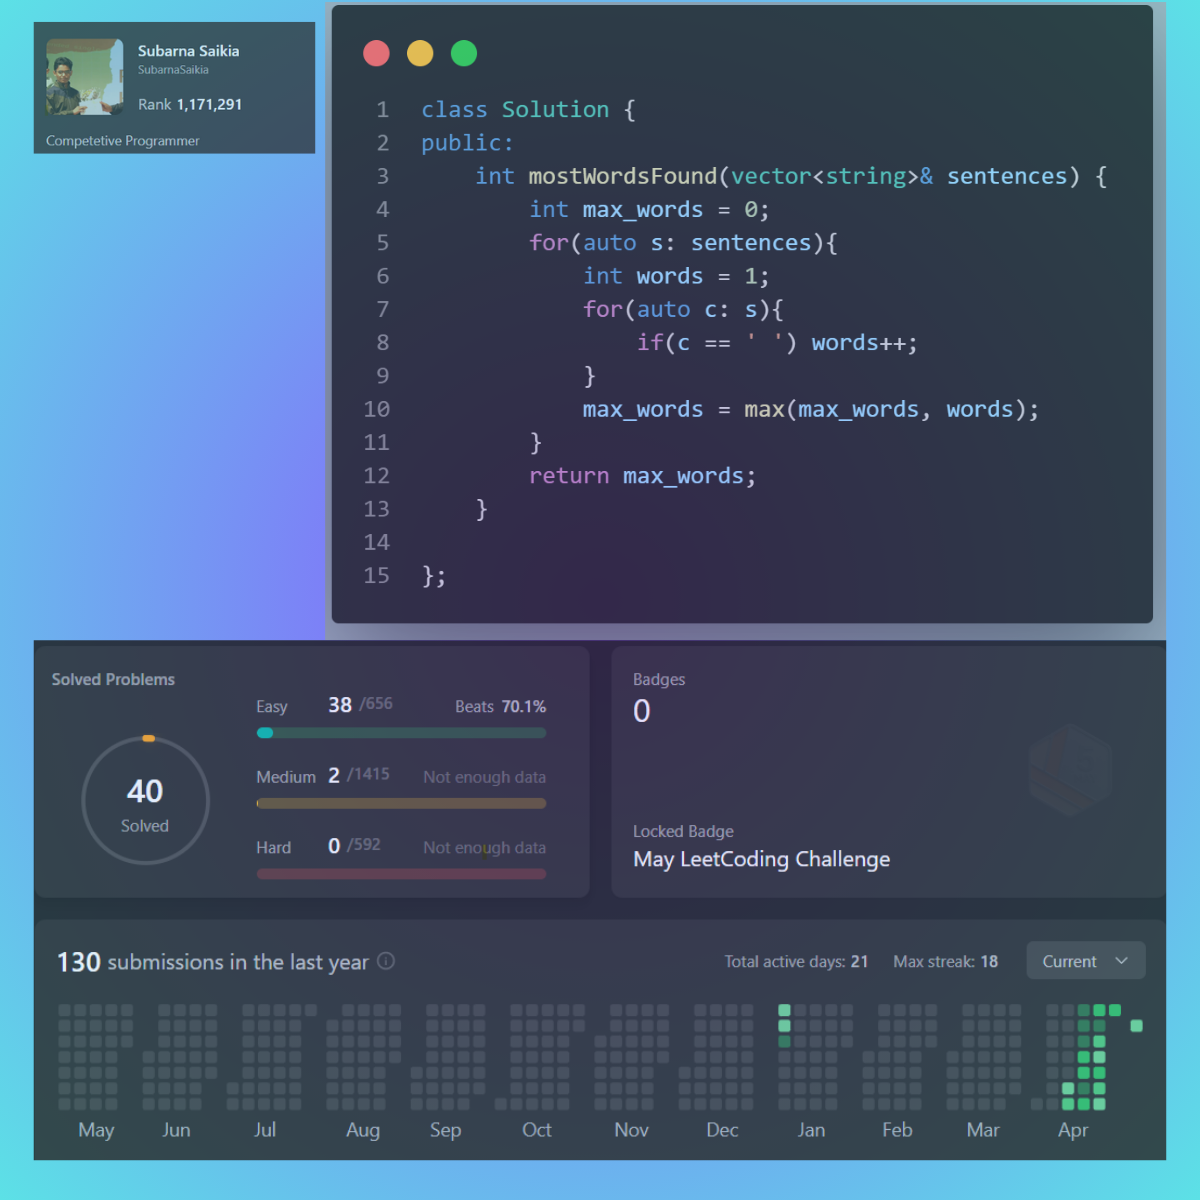 Subarna Saikia
SubarnaSaikia
Rank 1,171,291
Competetive Programmer
1 class Solution {
2 public:
3 int mostWordsFound(vector<string>& sentences) {
4 int max_words = 0;
5 for(auto s: sentences){
6 int words = 1;
7 for(auto c: s){
8 if(c == ' ') words++;
9 }
10 max_words = max(max_words, words);
11 }
12 return max_words;
13 }
14
15 };
Solved Problems
40
Solved
Easy 38 /656 Beats 70.1%
Medium 2 /1415 Not enough data
Hard 0 /592 Not enough data
Badges
0
Locked Badge
May LeetCoding Challenge
130 submissions in the last year
Total active days: 21 Max streak: 18 Current
May Jun Jul Aug Sep Oct Nov Dec Jan Feb Mar Apr